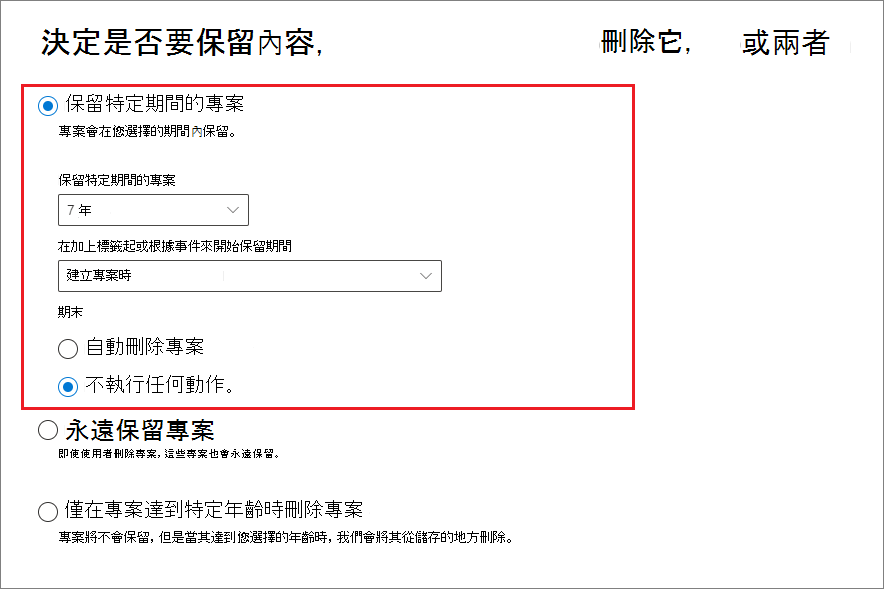 決定是否要保留內容, 刪除它, 或兩者
保留特定期間的專案
專案會在您選擇的期間內保留。
保留特定期間的專案
7 年
在加上標籤起或根據事件來開始保留期間
建立專案時
期末
自動刪除專案
不執行任何動作。
永遠保留專案
即使使用者刪除專案,這些專案也會永遠保留。
僅在專案達到特定年齡時刪除專案
專案將不會保留,但是當其達到您選擇的年齡時,我們會將其從儲存的地方刪除。